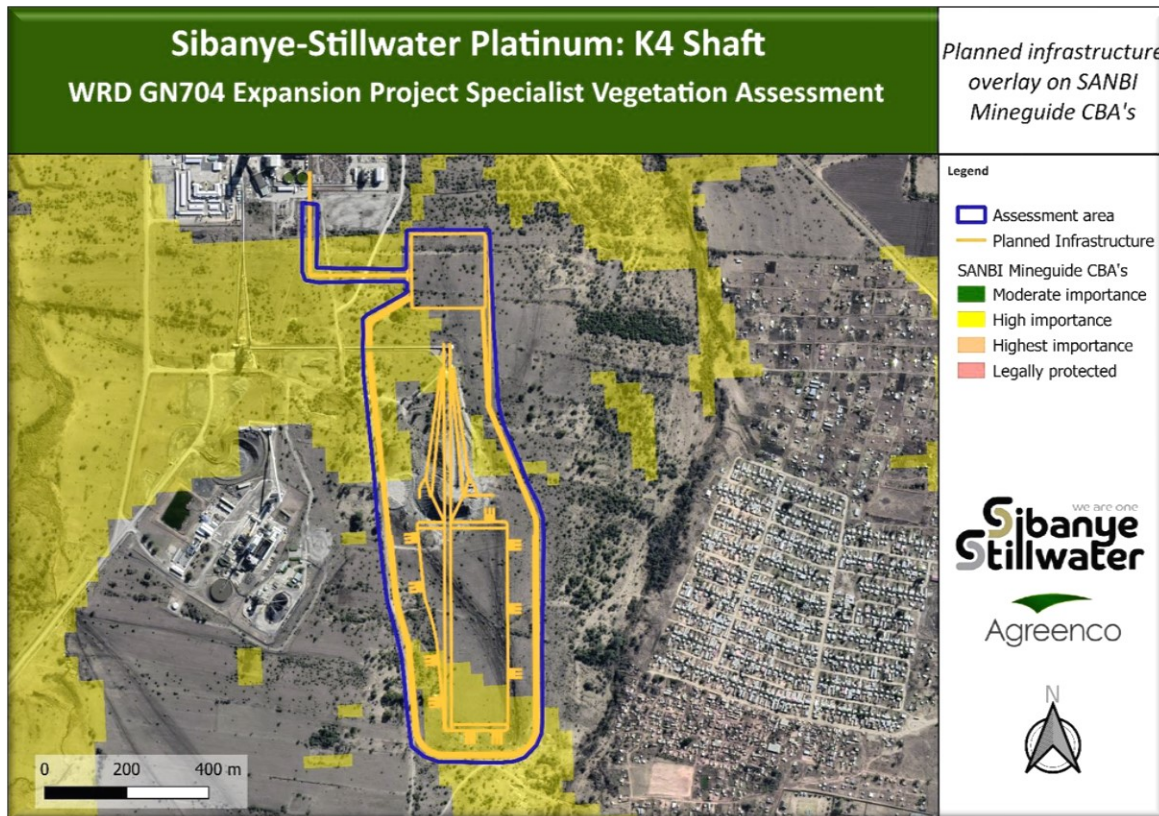 Sibanye-Stillwater Platinum: K4 Shaft
WRD GN704 Expansion Project Specialist Vegetation Assessment
Planned infrastructure
overlay on SANBI
Mineguide CBA's
Legend
Assessment area
Planned Infrastructure
SANBI Mineguide CBA's
Moderate importance
High importance
Highest importance
Legally protected
we are one
Sibanye
Stillwater
Agreenco
N
0 200 400 m